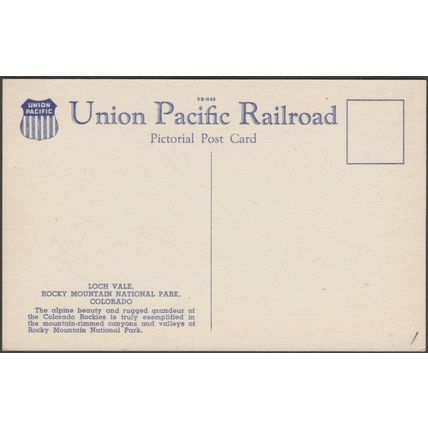 UNION
PACIFIC
Union Pacific Railroad
Pictorial Post Card
LOCH VALE,
ROCKY MOUNTAIN NATIONAL PARK,
COLORADO
The alpine beauty and rugged grandeur of
the Colorado Rockies is truly exemplified in
the mountain-rimmed canyons and valleys of
Rocky Mountain National Park.